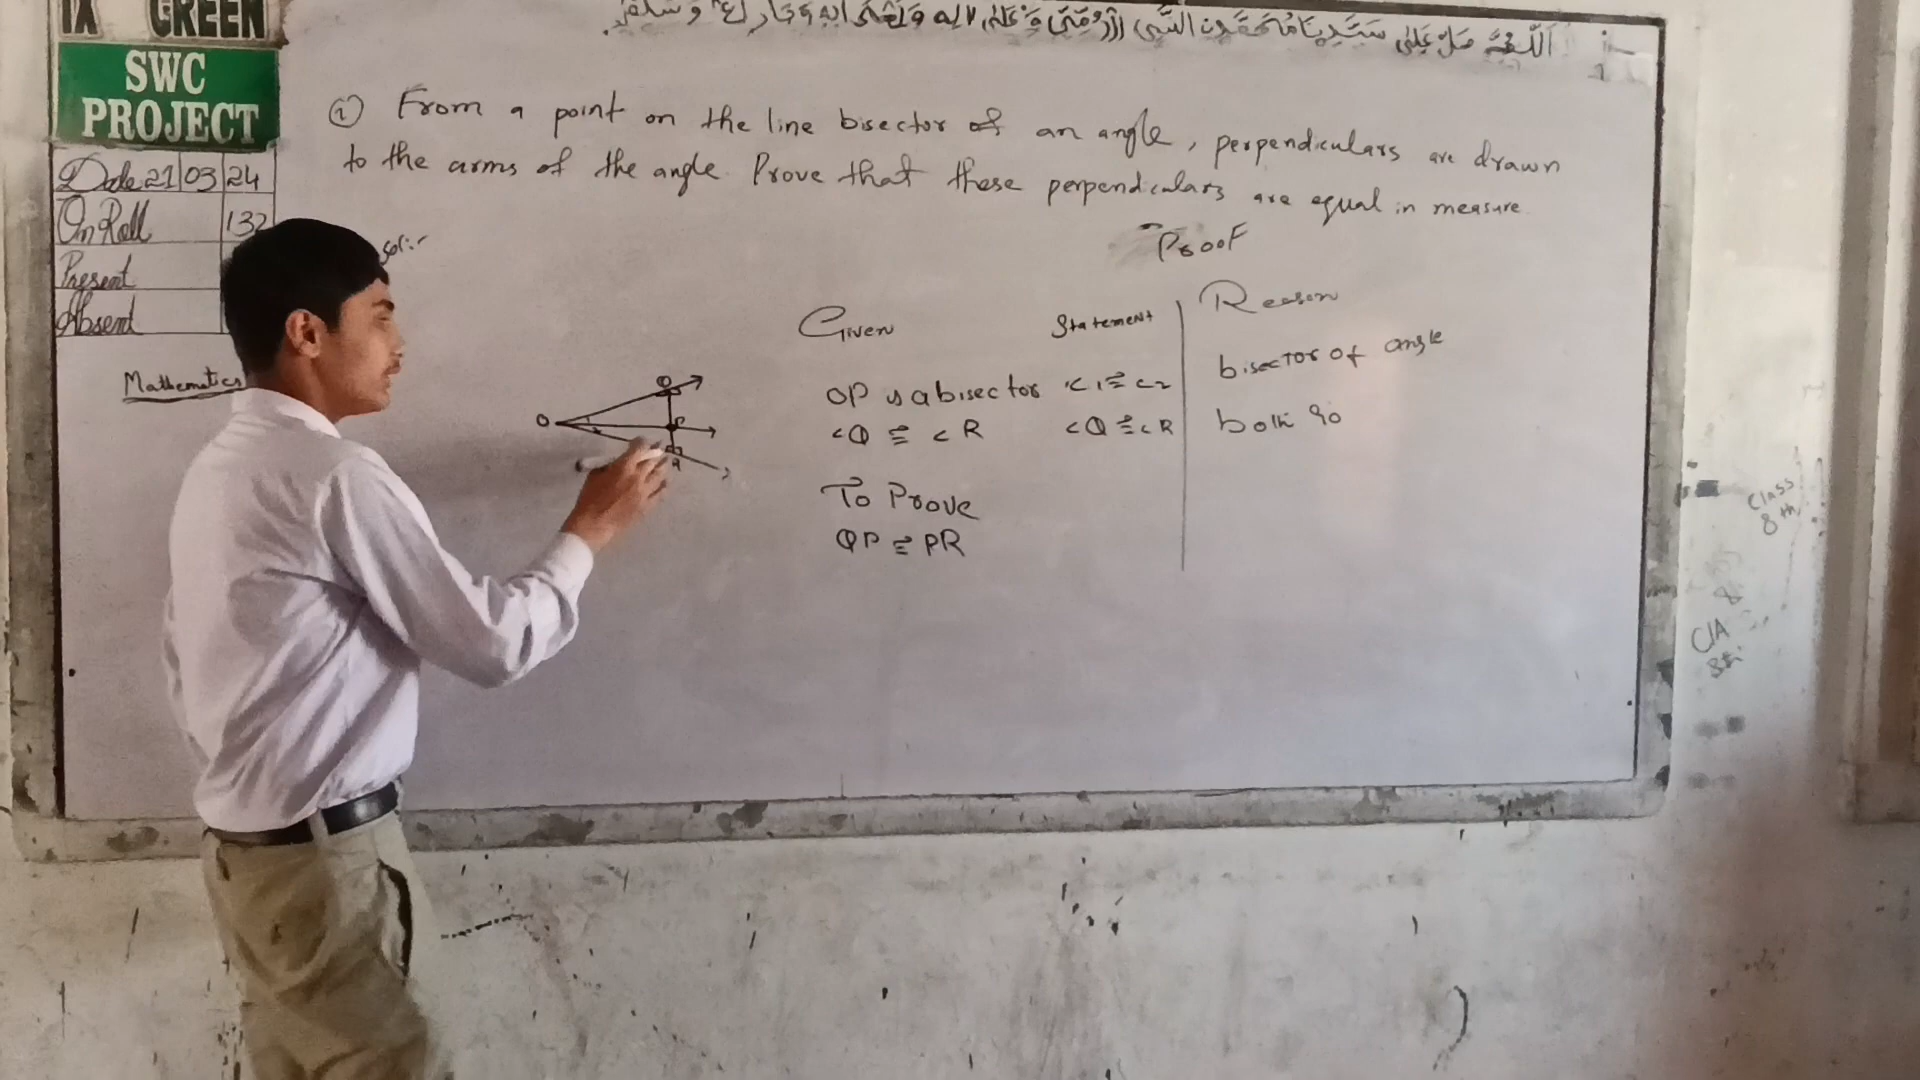 IX GREEN
SWC
PROJECT
Date 21 03 24
On Roll 132
Present
Absent
Mathematics
اَللّٰهُمَّ صَلِّ عَلٰی
i) From a point on the line bisector of an angle, perpendiculars are drawn
to the arms of the angle. Prove that these perpendiculars are equal in measure.
sol:-
O
Q
P
R
Given
OP is a bisector
<Q ≅ <R
To Prove
QP ≅ PR
Proof
Statement
Reason
<1 ≅ <2
bisector of angle
<Q ≅ <R
both 90
Class
8th
C/A
8th